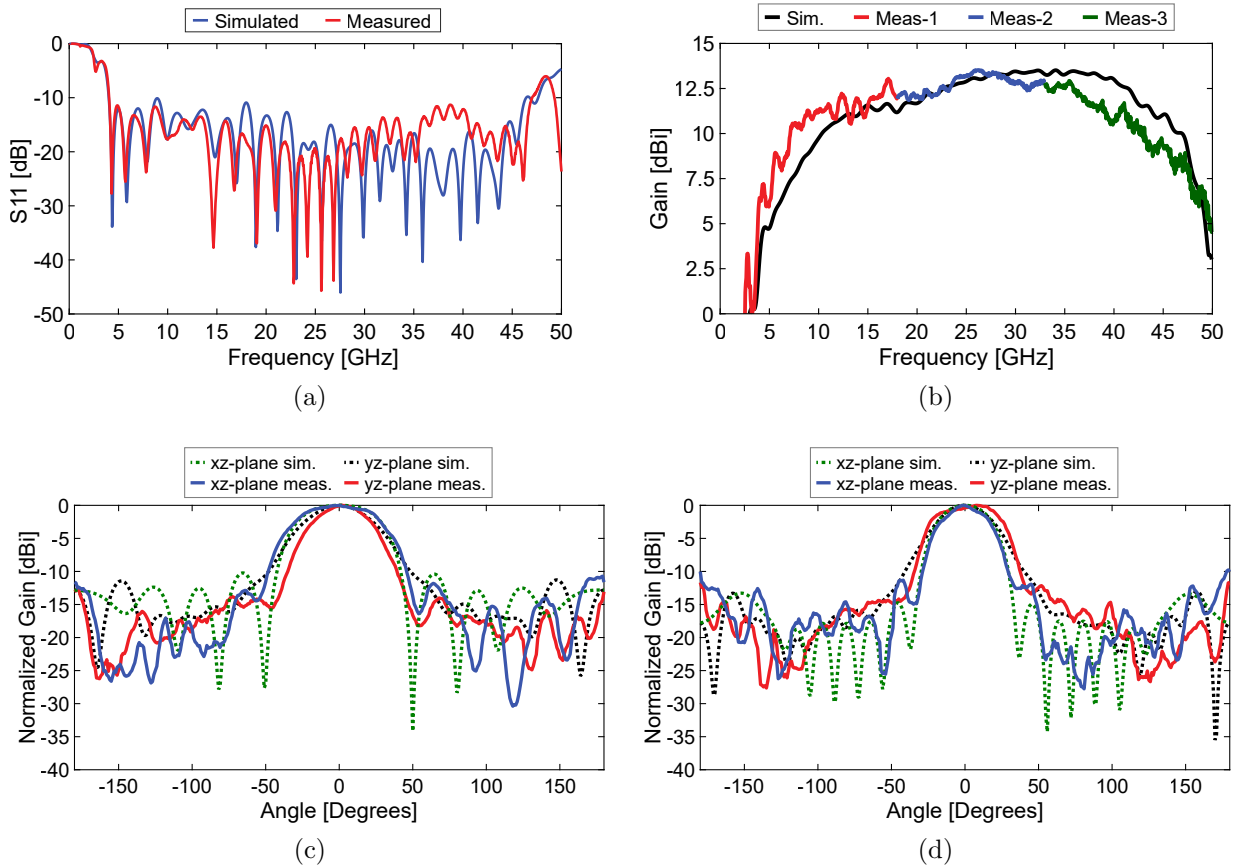 Simulated Measured
0
-10
-20
-30
-40
-50
S11 [dB]
0 5 10 15 20 25 30 35 40 45 50
Frequency [GHz]
(a)
Sim. Meas-1 Meas-2 Meas-3
15
12.5
10
7.5
5
2.5
0
Gain [dBi]
0 5 10 15 20 25 30 35 40 45 50
Frequency [GHz]
(b)
xz-plane sim. yz-plane sim.
xz-plane meas. yz-plane meas.
0
-5
-10
-15
-20
-25
-30
-35
-40
Normalized Gain [dBi]
-150 -100 -50 0 50 100 150
Angle [Degrees]
(c)
xz-plane sim. yz-plane sim.
xz-plane meas. yz-plane meas.
0
-5
-10
-15
-20
-25
-30
-35
-40
Normalized Gain [dBi]
-150 -100 -50 0 50 100 150
Angle [Degrees]
(d)